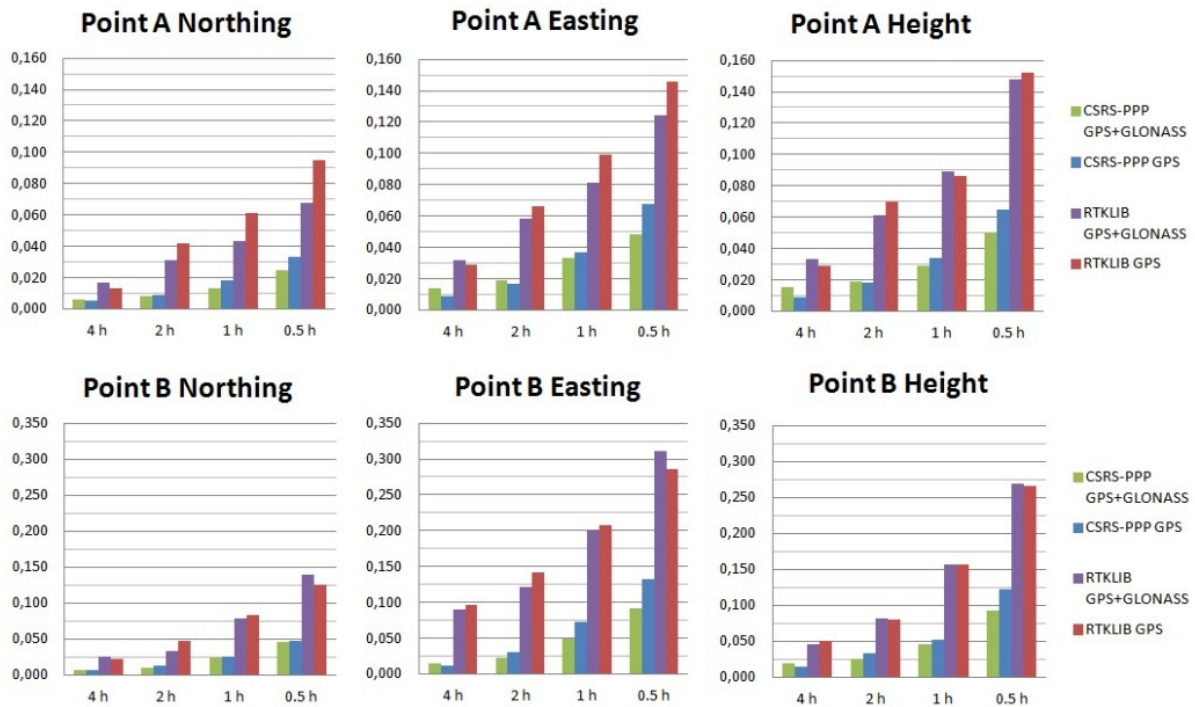 Point A Northing
0,160
0,140
0,120
0,100
0,080
0,060
0,040
0,020
0,000
4 h 2 h 1 h 0.5 h
Point A Easting
0,160
0,140
0,120
0,100
0,080
0,060
0,040
0,020
0,000
4 h 2 h 1 h 0.5 h
Point A Height
0,160
0,140
0,120
0,100
0,080
0,060
0,040
0,020
0,000
4 h 2 h 1 h 0.5 h
CSRS-PPP
GPS+GLONASS
CSRS-PPP GPS
RTKLIB
GPS+GLONASS
RTKLIB GPS
Point B Northing
0,350
0,300
0,250
0,200
0,150
0,100
0,050
0,000
4 h 2 h 1 h 0.5 h
Point B Easting
0,350
0,300
0,250
0,200
0,150
0,100
0,050
0,000
4 h 2 h 1 h 0.5 h
Point B Height
0,350
0,300
0,250
0,200
0,150
0,100
0,050
0,000
4 h 2 h 1 h 0.5 h
CSRS-PPP
GPS+GLONASS
CSRS-PPP GPS
RTKLIB
GPS+GLONASS
RTKLIB GPS